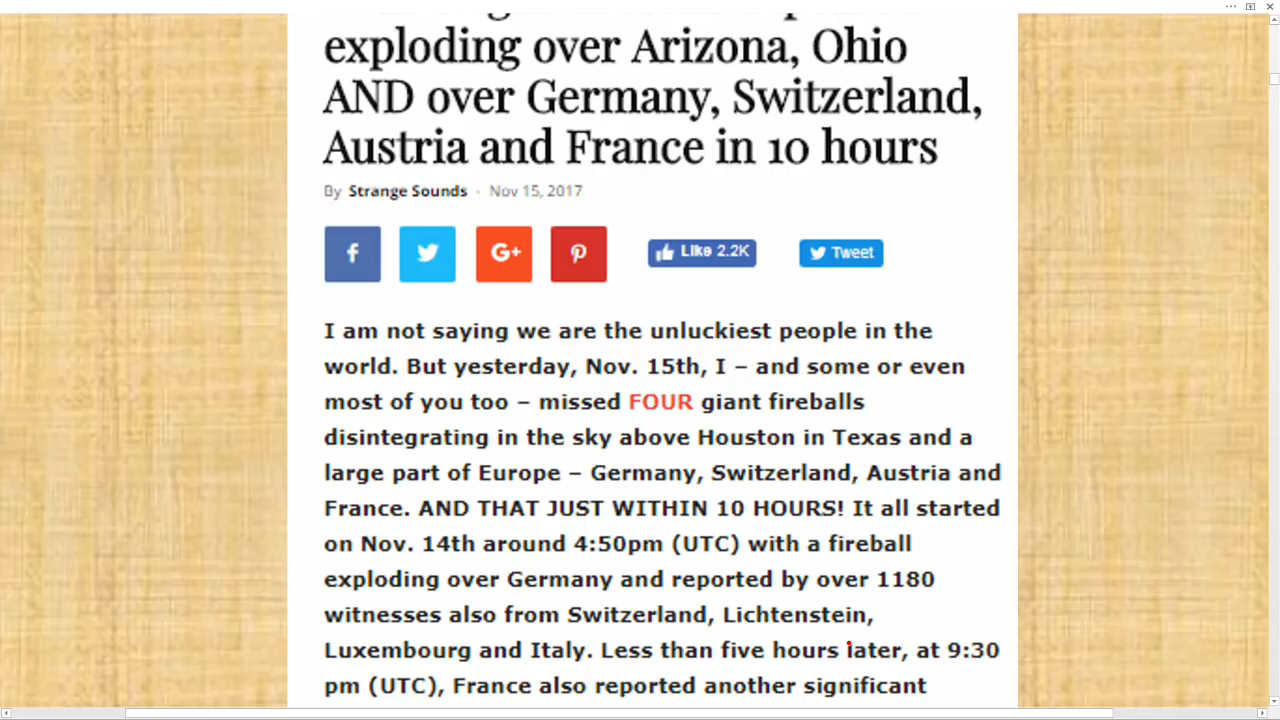 exploding over Arizona, Ohio
AND over Germany, Switzerland,
Austria and France in 10 hours
By Strange Sounds - Nov 15, 2017
f G+ Like 2.2K Tweet
I am not saying we are the unluckiest people in the
world. But yesterday, Nov. 15th, I – and some or even
most of you too – missed FOUR giant fireballs
disintegrating in the sky above Houston in Texas and a
large part of Europe – Germany, Switzerland, Austria and
France. AND THAT JUST WITHIN 10 HOURS! It all started
on Nov. 14th around 4:50pm (UTC) with a fireball
exploding over Germany and reported by over 1180
witnesses also from Switzerland, Lichtenstein,
Luxembourg and Italy. Less than five hours later, at 9:30
pm (UTC), France also reported another significant